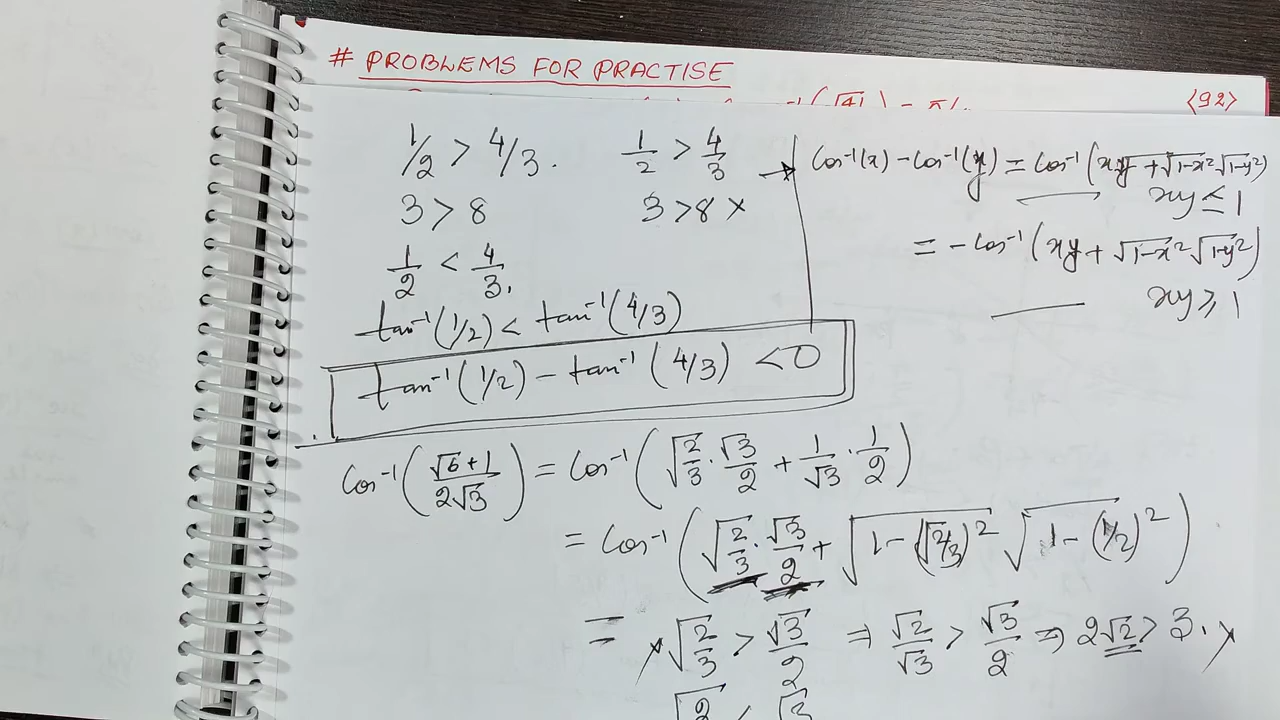 # PROBLEMS FOR PRACTISE
<92>
1/2 > 4/3. 1/2 > 4/3
3 > 8 3 > 8 ×
1/2 < 4/3.
tan⁻¹(1/2) < tan⁻¹(4/3)
tan⁻¹(1/2) − tan⁻¹(4/3) < 0
→ Cos⁻¹(x) − Cos⁻¹(y) = Cos⁻¹(xy + √1−x² √1−y²)
xy ≤ 1
= − Cos⁻¹(xy + √1−x² √1−y²)
xy ≥ 1
Cos⁻¹((√6 + 1)/(2√3)) = Cos⁻¹(√(2/3) · √3/2 + 1/√3 · 1/2)
= Cos⁻¹(√(2/3) · √3/2 + √(1 − (√2/3)²) √(1 − (1/2)²))
= × √(2/3) > √3/2 ⇒ √2/√3 > √3/2 ⇒ 2√2 > 3. ×